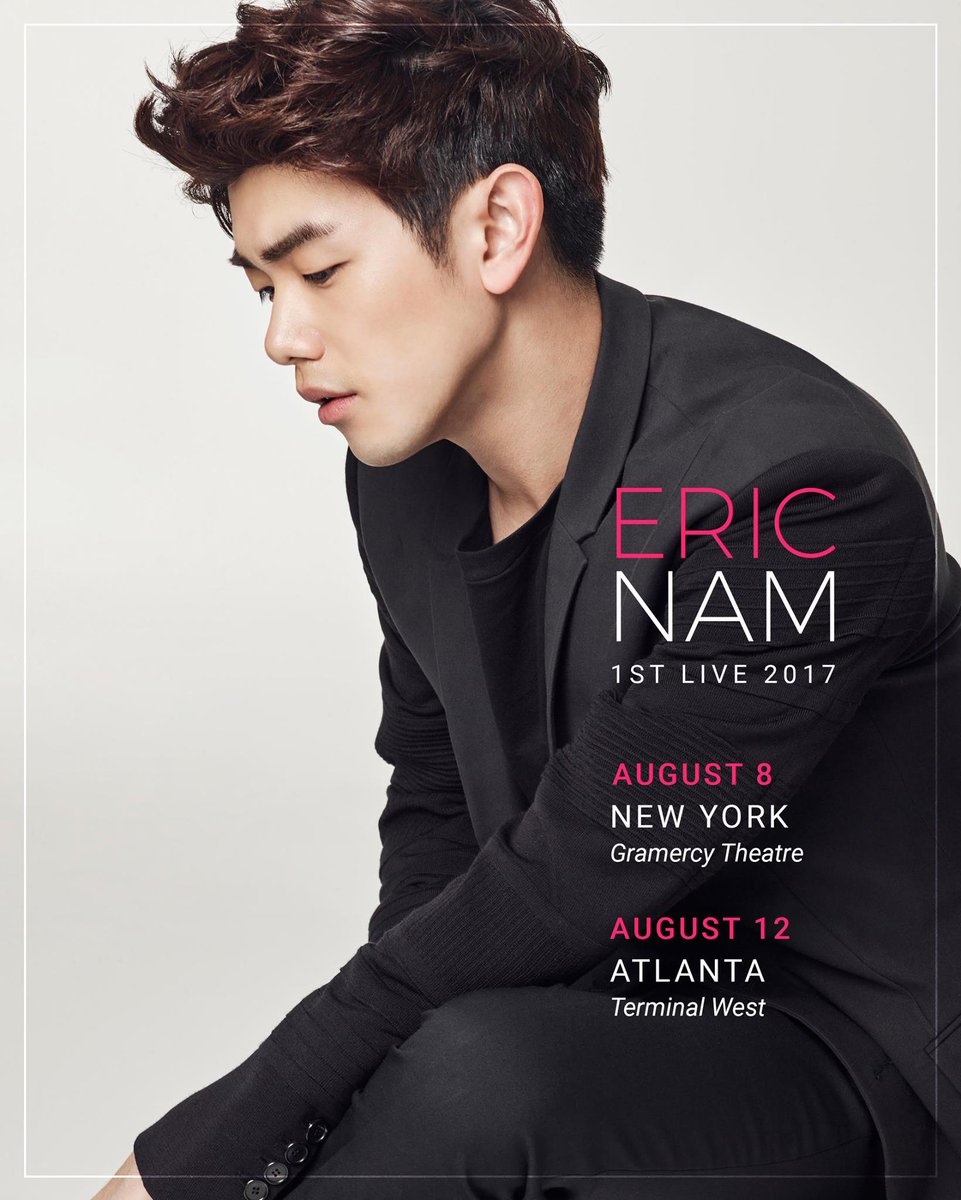 ERIC
NAM
1ST LIVE 2017
AUGUST 8
NEW YORK
Gramercy Theatre
AUGUST 12
ATLANTA
Terminal West